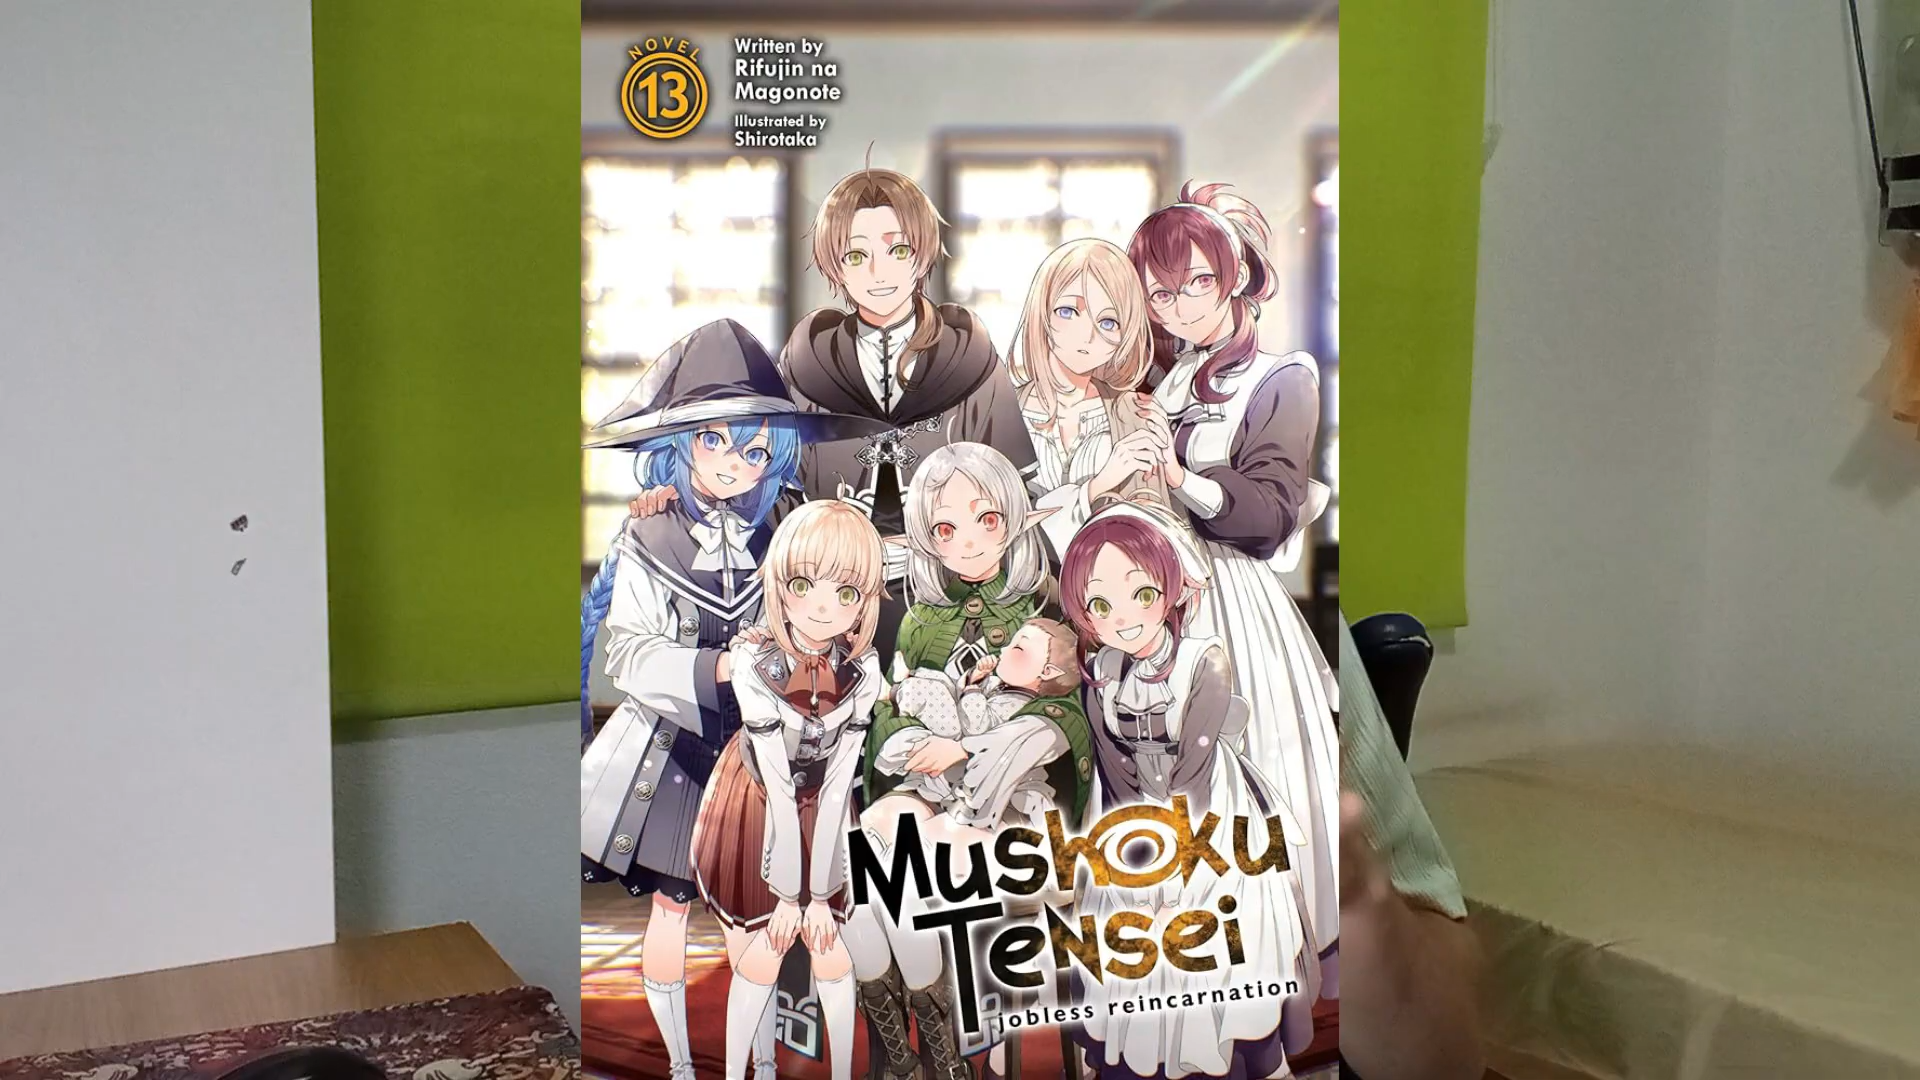 NOVEL
13
Written by
Rifujin na
Magonote
Illustrated by
Shirotaka
Mushoku
Tensei
jobless reincarnation